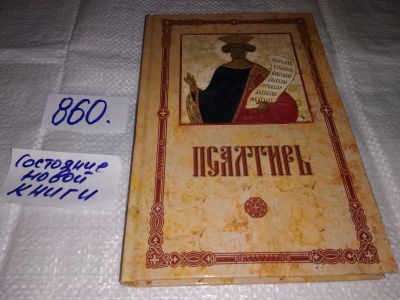 860.
Состояние
новой
книги
ПСАЛТИРЬ